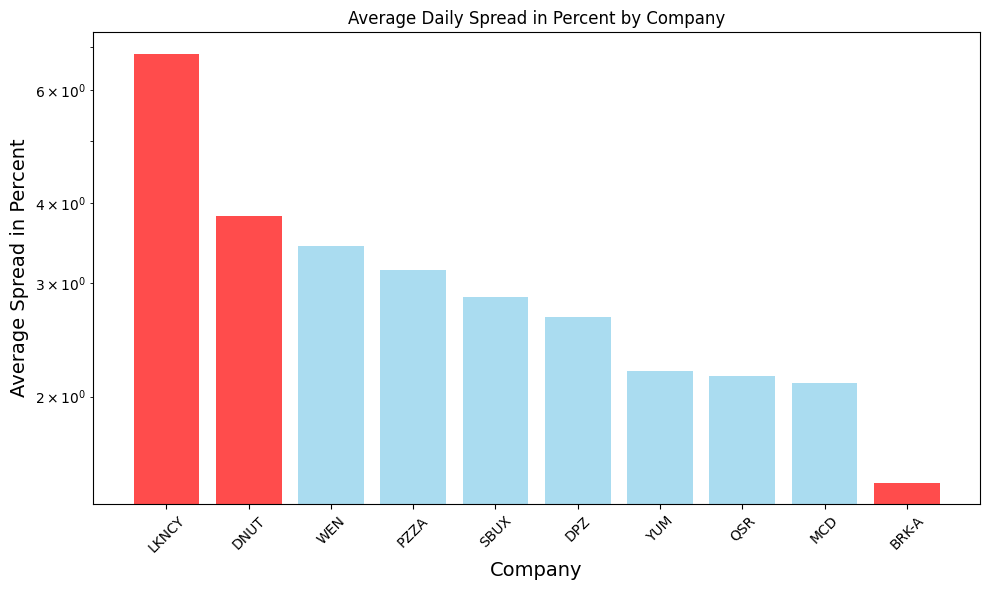 Average Daily Spread in Percent by Company
Average Spread in Percent
6 × 10⁰
4 × 10⁰
3 × 10⁰
2 × 10⁰
LKNCY
DNUT
WEN
PZZA
SBUX
DPZ
YUM
QSR
MCD
BRK-A
Company